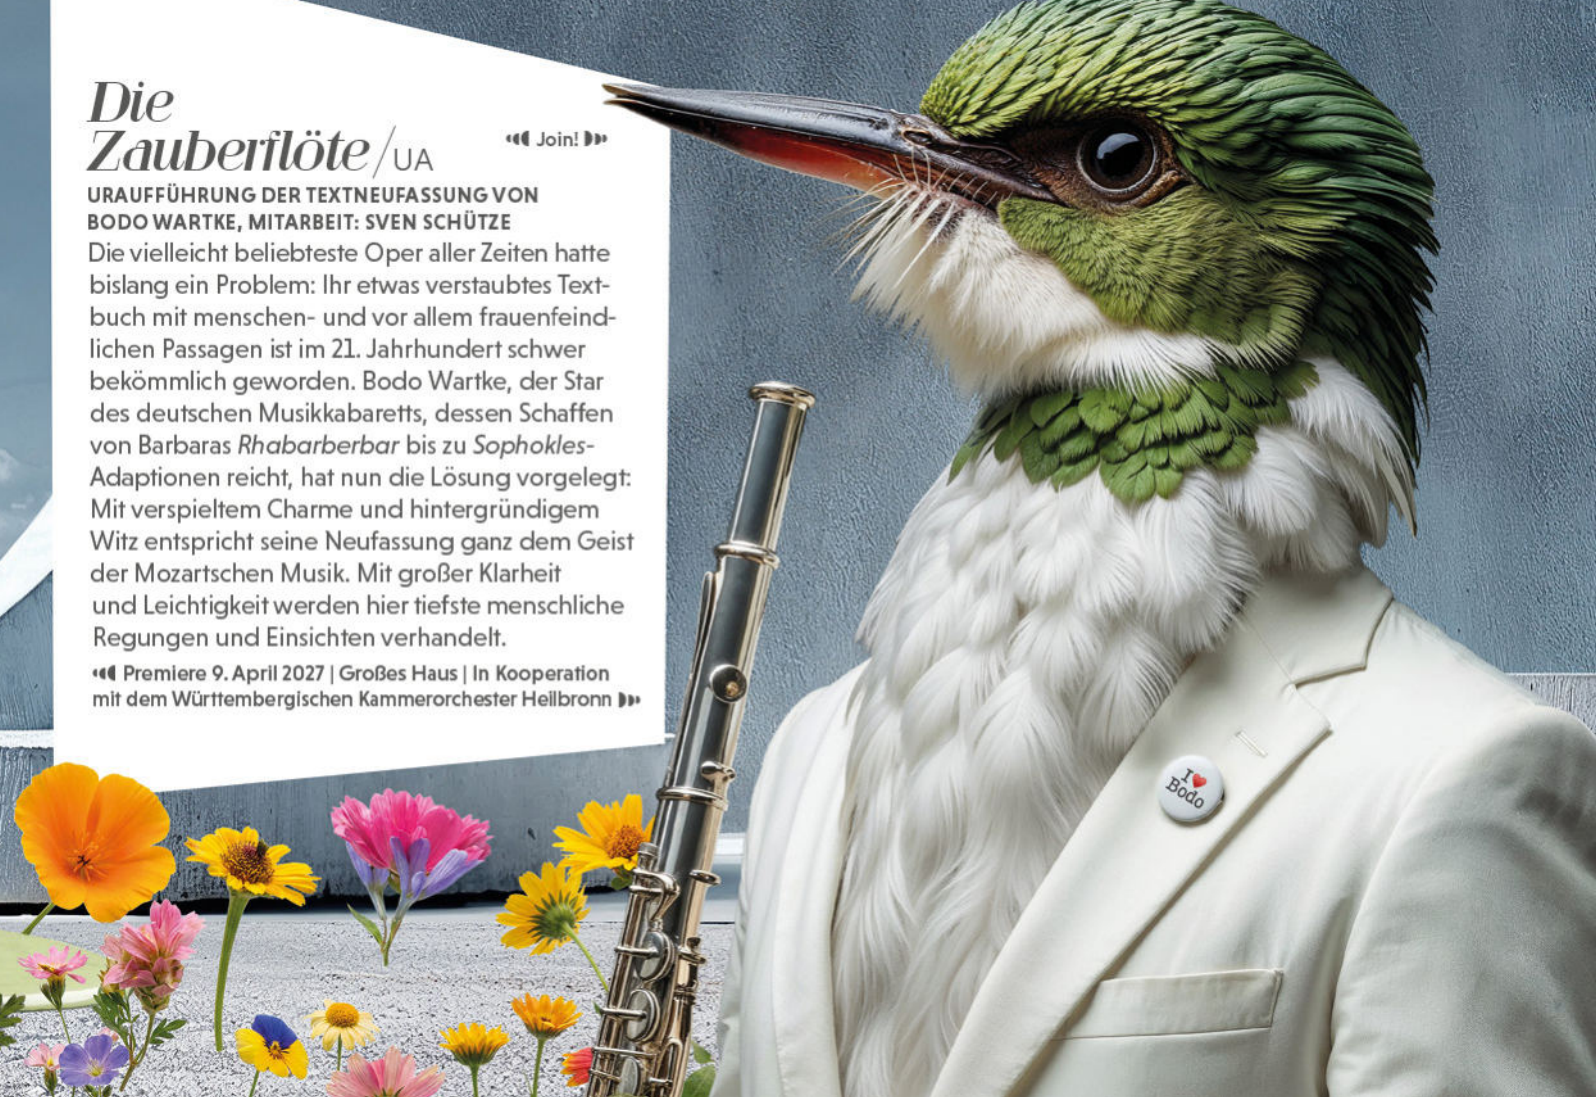 Die
Zauberflöte/UA
Join!
URAUFFÜHRUNG DER TEXTNEUFASSUNG VON
BODO WARTKE, MITARBEIT: SVEN SCHÜTZE
Die vielleicht beliebteste Oper aller Zeiten hatte
bislang ein Problem: Ihr etwas verstaubtes Text-
buch mit menschen- und vor allem frauenfeind-
lichen Passagen ist im 21. Jahrhundert schwer
bekömmlich geworden. Bodo Wartke, der Star
des deutschen Musikkabaretts, dessen Schaffen
von Barbaras Rhabarberbar bis zu Sophokles-
Adaptionen reicht, hat nun die Lösung vorgelegt:
Mit verspieltem Charme und hintergründigem
Witz entspricht seine Neufassung ganz dem Geist
der Mozartschen Musik. Mit großer Klarheit
und Leichtigkeit werden hier tiefste menschliche
Regungen und Einsichten verhandelt.
Premiere 9. April 2027 | Großes Haus | In Kooperation
mit dem Württembergischen Kammerorchester Heilbronn
I ❤
Bodo